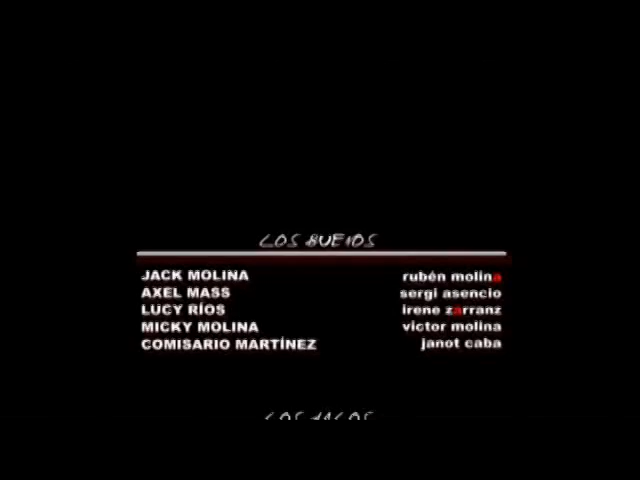 LOS BUENOS
JACK MOLINA rubén molina
AXEL MASS sergi asencio
LUCY RÍOS irene zarranz
MICKY MOLINA victor molina
COMISARIO MARTÍNEZ janot caba
LOS